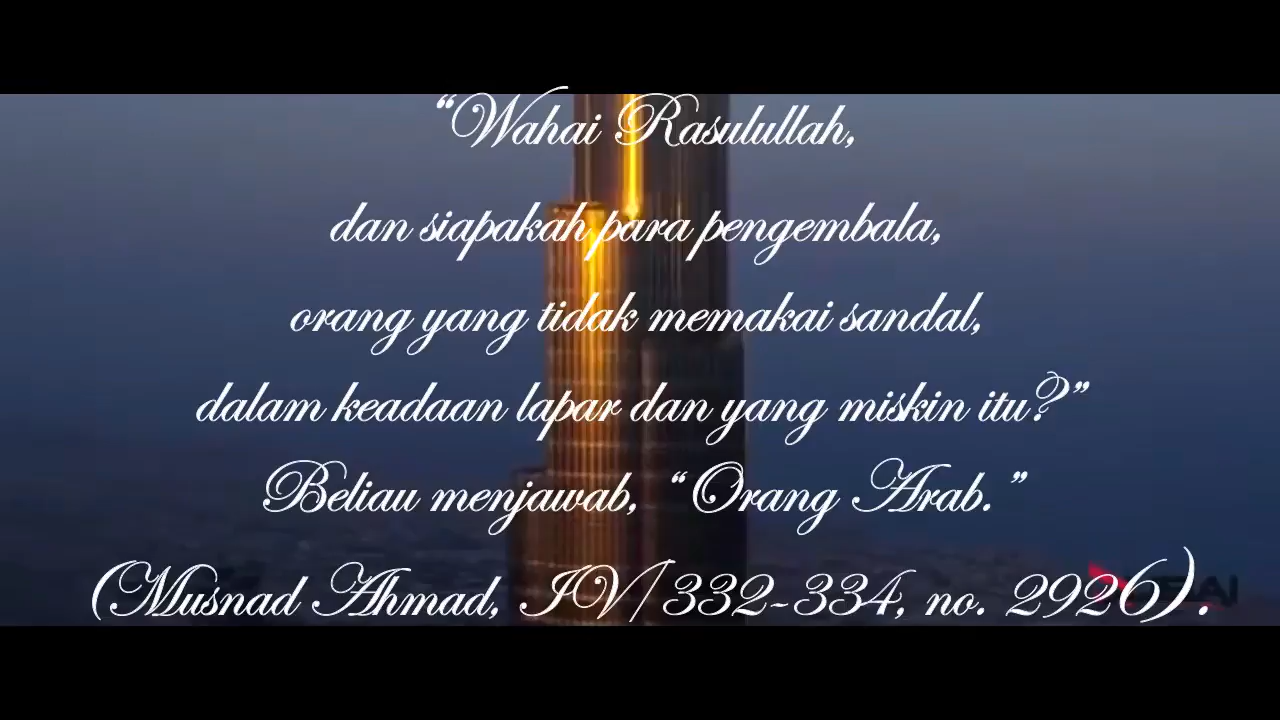 “Wahai Rasulullah,
dan siapakah para pengembala,
orang yang tidak memakai sandal,
dalam keadaan lapar dan yang miskin itu?”
Beliau menjawab, “Orang Arab.”
(Musnad Ahmad, IV/332-334, no. 2926).